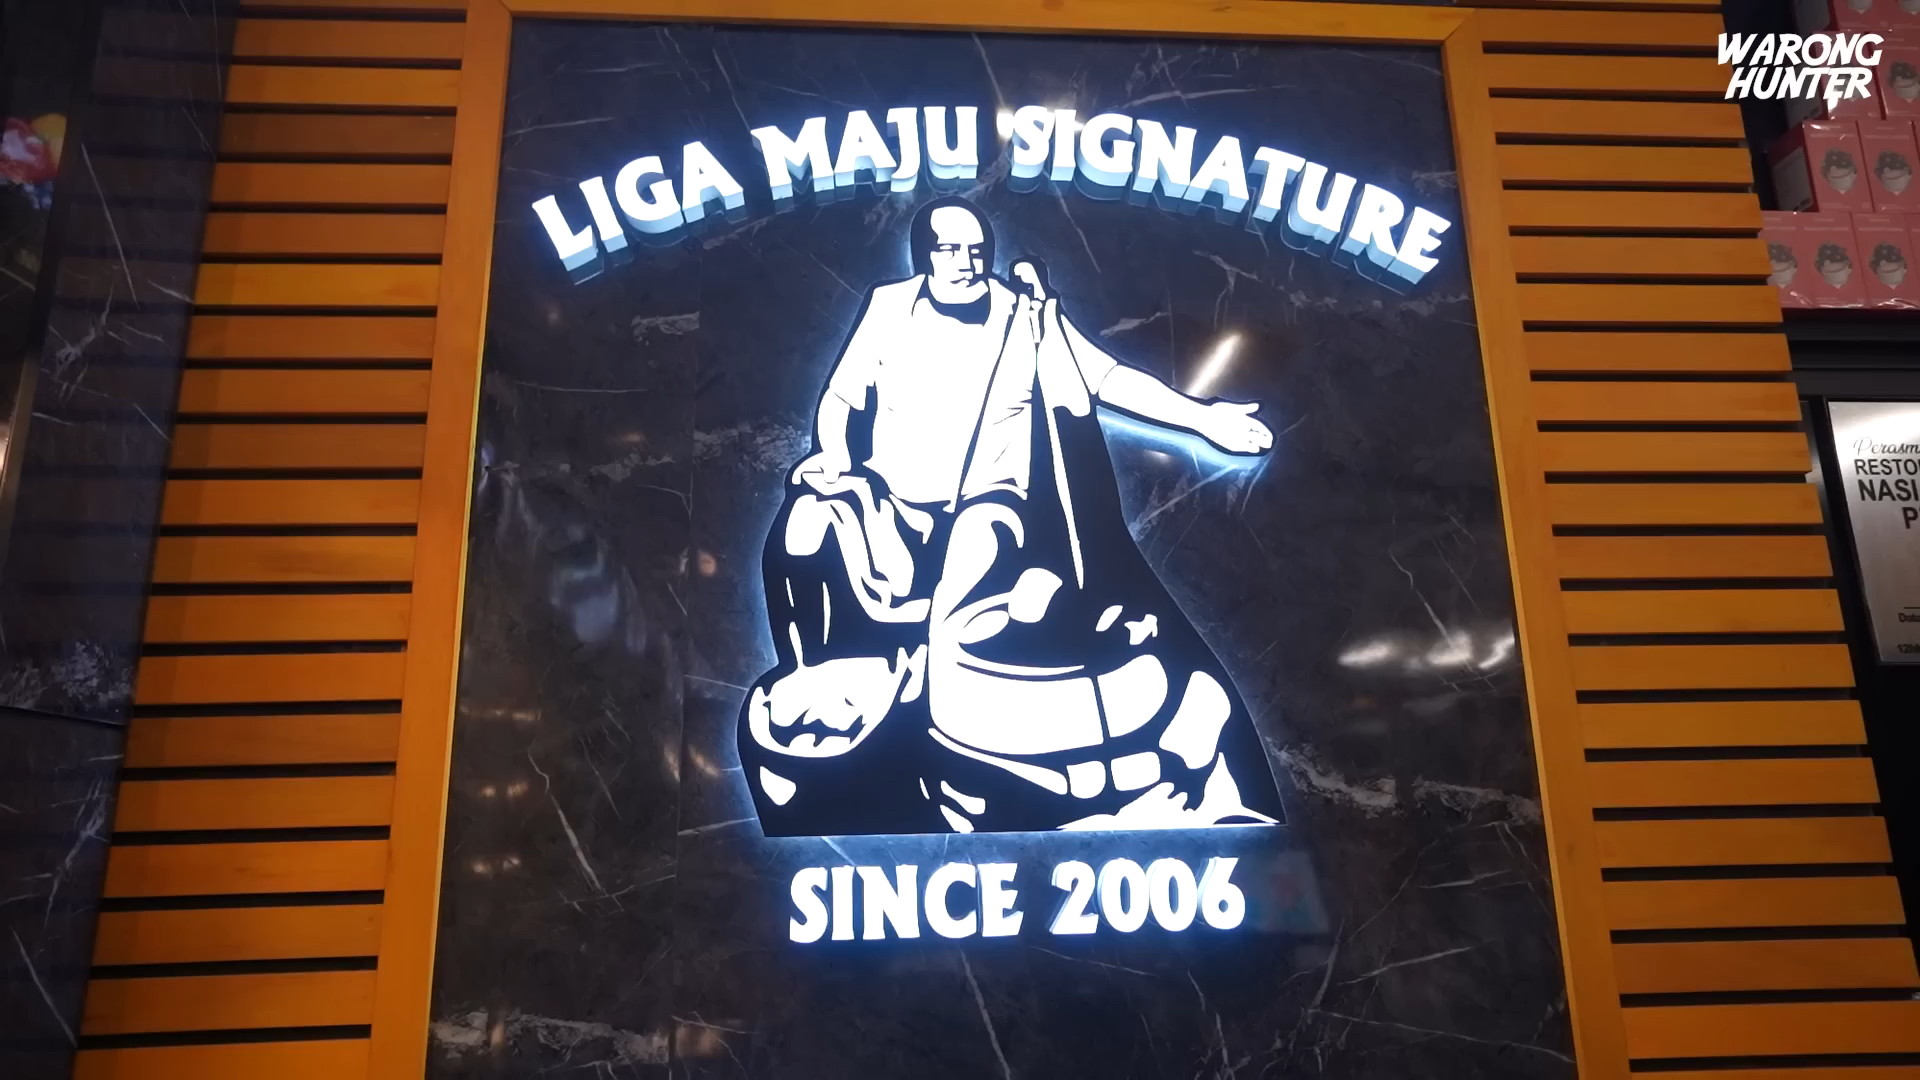 WARONG
HUNTER
LIGA MAJU SIGNATURE
SINCE 2006
RESTO
NASI
P